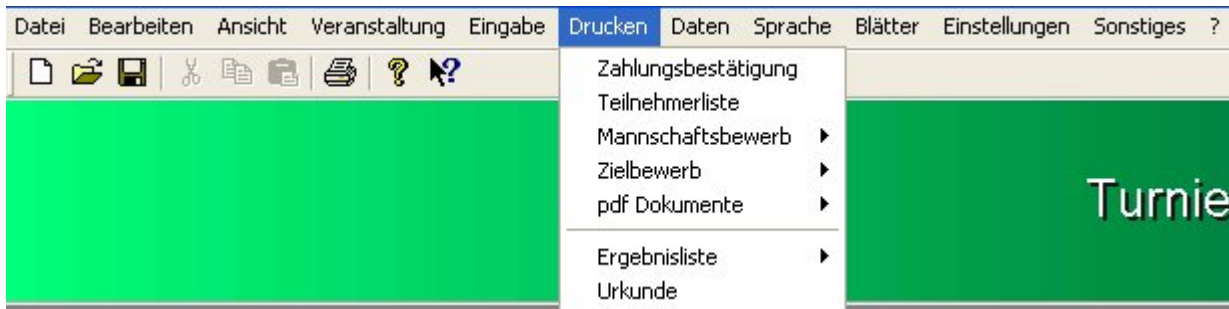 Datei Bearbeiten Ansicht Veranstaltung Eingabe Drucken Daten Sprache Blätter Einstellungen Sonstiges ?
Zahlungsbestätigung
Teilnehmerliste
Mannschaftsbewerb
Zielbewerb
pdf Dokumente
Ergebnisliste
Urkunde
Turnie